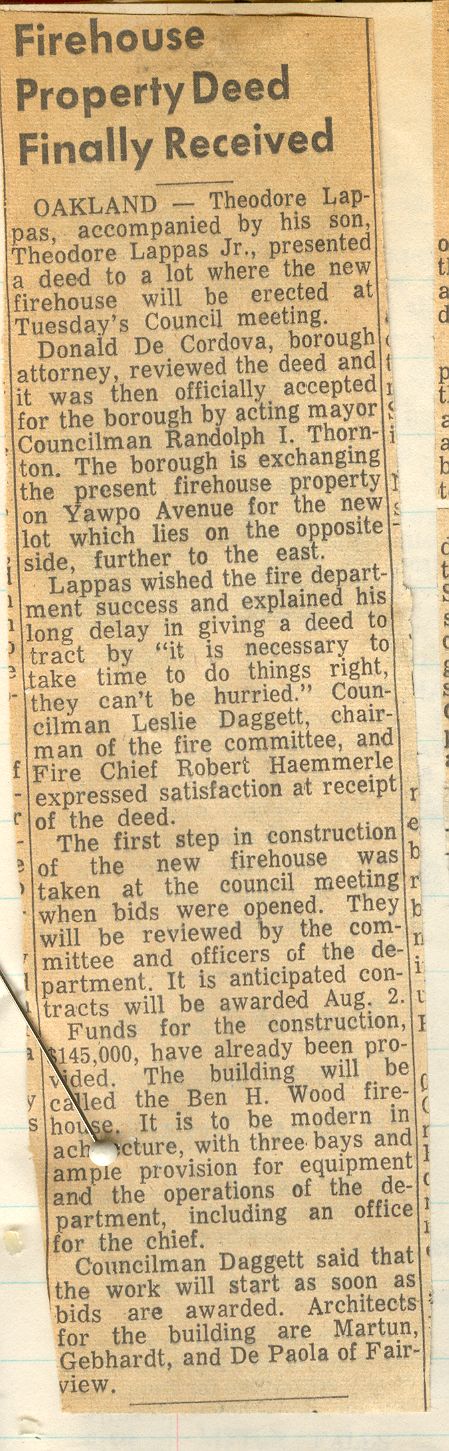 Firehouse
Property Deed
Finally Received
OAKLAND — Theodore Lap-
pas, accompanied by his son,
Theodore Lappas Jr., presented
a deed to a lot where the new
firehouse will be erected at
Tuesday's Council meeting.
Donald De Cordova, borough
attorney, reviewed the deed and
it was then officially accepted
for the borough by acting mayor
Councilman Randolph I. Thorn-
ton. The borough is exchanging
the present firehouse property
on Yawpo Avenue for the new
lot which lies on the opposite
side, further to the east.
Lappas wished the fire depart-
ment success and explained his
long delay in giving a deed to
tract by "it is necessary to
take time to do things right,
they can't be hurried." Coun-
cilman Leslie Daggett, chair-
man of the fire committee, and
Fire Chief Robert Haemmerle
expressed satisfaction at receipt
of the deed.
The first step in construction
of the new firehouse was
taken at the council meeting
when bids were opened. They
will be reviewed by the com-
mittee and officers of the de-
partment. It is anticipated con-
tracts will be awarded Aug. 2.
Funds for the construction,
$145,000, have already been pro-
vided. The building will be
called the Ben H. Wood fire-
house. It is to be modern in
with three bays and
ample provision for equipment
and the operations of the de-
partment, including an office
for the chief.
Councilman Daggett said that
the work will start as soon as
bids are awarded. Architects
for the building are Martun,
Gebhardt, and De Paola of Fair-
view.